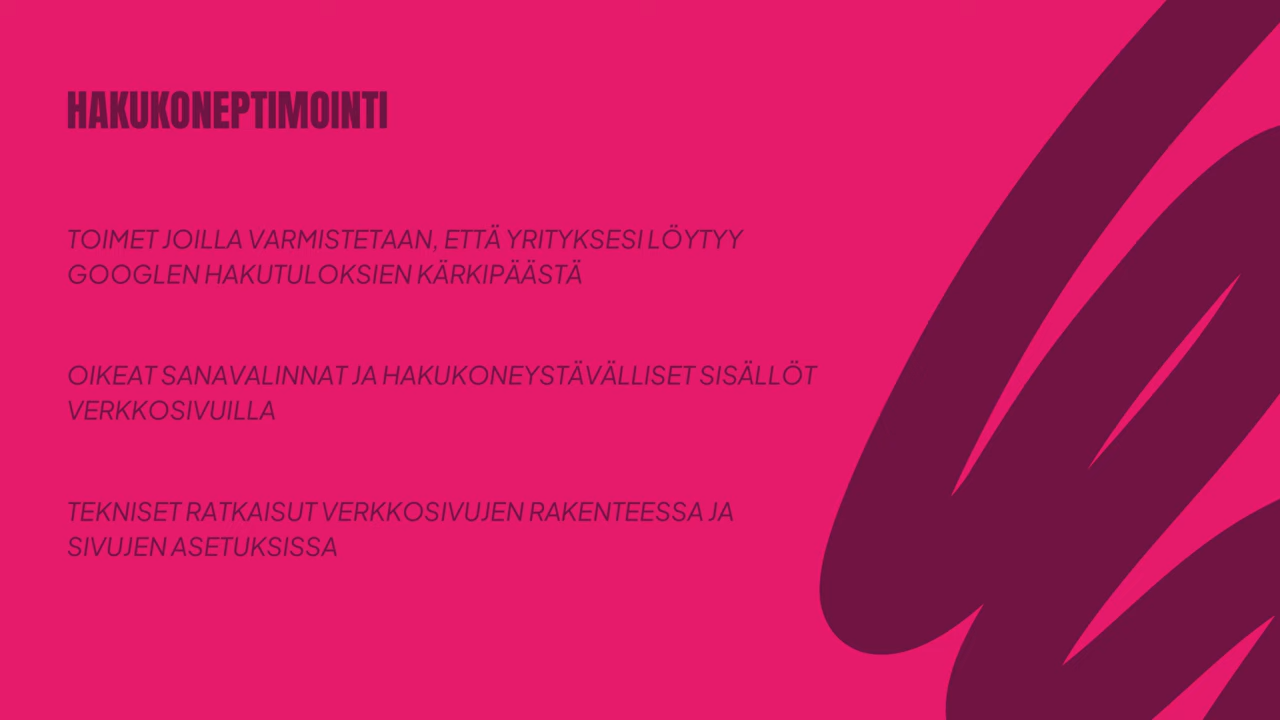 HAKUKONEPTIMOINTI
TOIMET JOILLA VARMISTETAAN, ETTÄ YRITYKSESI LÖYTYY
GOOGLEN HAKUTULOKSIEN KÄRKIPÄÄSTÄ
OIKEAT SANAVALINNAT JA HAKUKONEYSTÄVÄLLISET SISÄLLÖT
VERKKOSIVUILLA
TEKNISET RATKAISUT VERKKOSIVUJEN RAKENTEESSA JA
SIVUJEN ASETUKSISSA